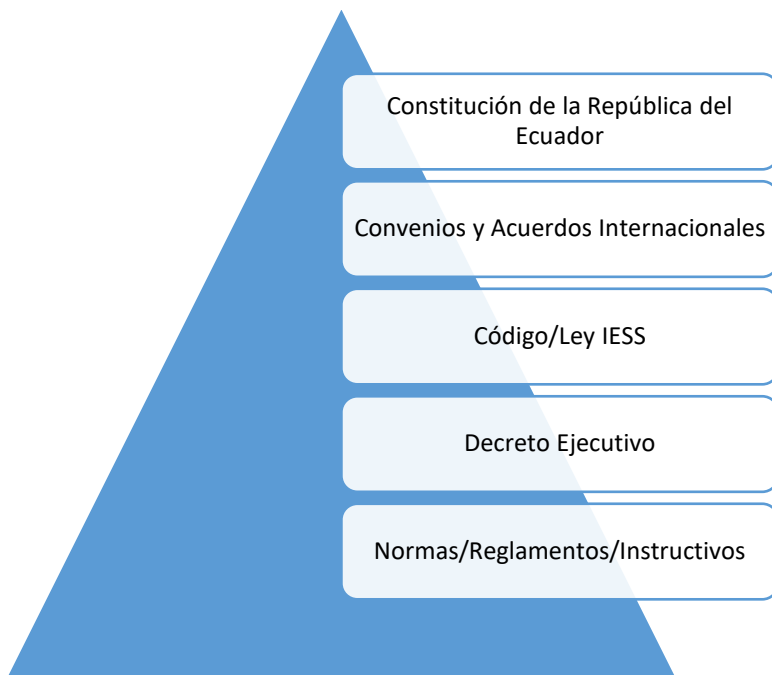 Constitución de la República del
Ecuador
Convenios y Acuerdos Internacionales
Código/Ley IESS
Decreto Ejecutivo
Normas/Reglamentos/Instructivos